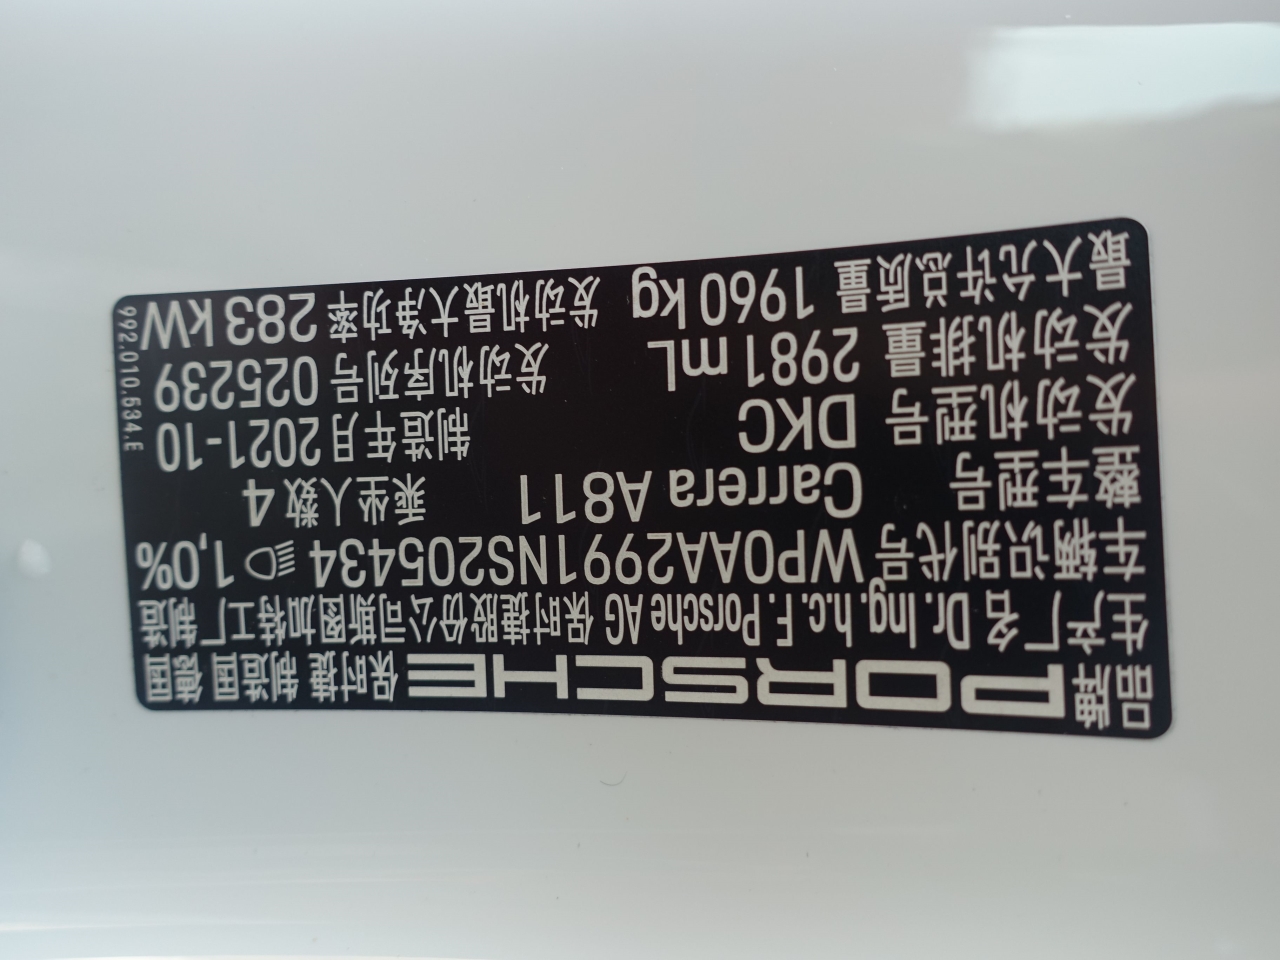 品牌 PORSCHE 保时捷 制造国 德国
生产厂名 Dr. Ing. h.c. F. Porsche AG 保时捷股份公司斯图加特工厂制造
车辆识别代号 WP0AA2991NS205434 1,0%
整车型号 Carrera A811 乘坐人数 4
发动机型号 DKC 制造年月 2021-10
发动机排量 2981 mL 发动机序列号 025239
最大允许总质量 1960 kg 发动机最大净功率 283 kW
992.010.534.E